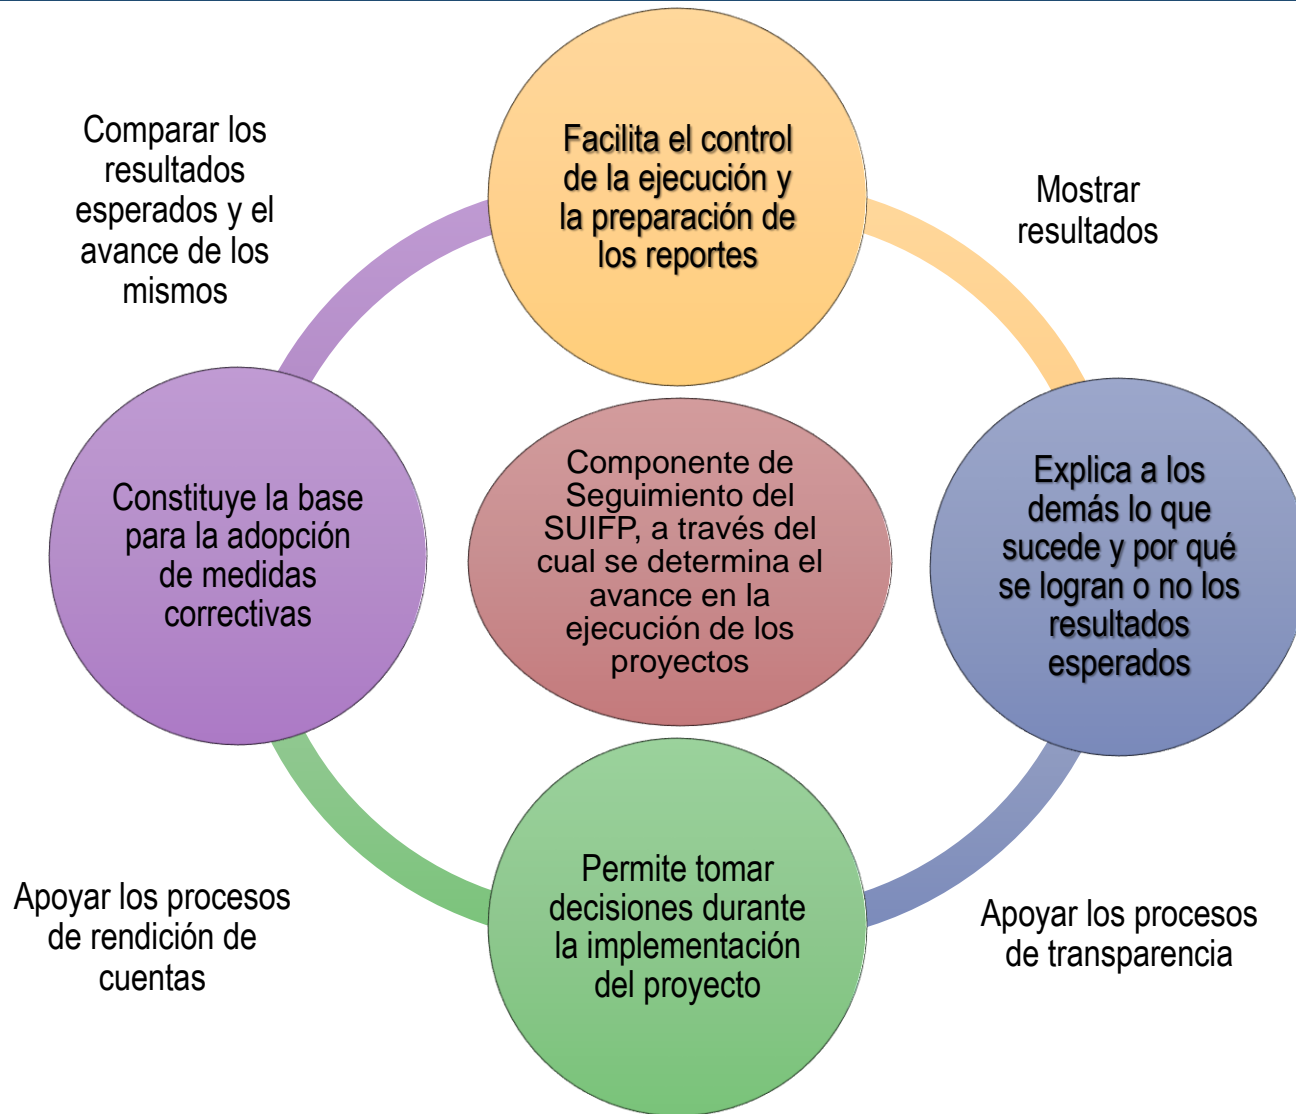 Facilita el control
de la ejecución y
la preparación de
los reportes
Mostrar
resultados
Explica a los
demás lo que
sucede y por qué
se logran o no los
resultados
esperados
Apoyar los procesos
de transparencia
Permite tomar
decisiones durante
la implementación
del proyecto
Apoyar los procesos
de rendición de
cuentas
Constituye la base
para la adopción
de medidas
correctivas
Comparar los
resultados
esperados y el
avance de los
mismos
Componente de
Seguimiento del
SUIFP, a través del
cual se determina el
avance en la
ejecución de los
proyectos